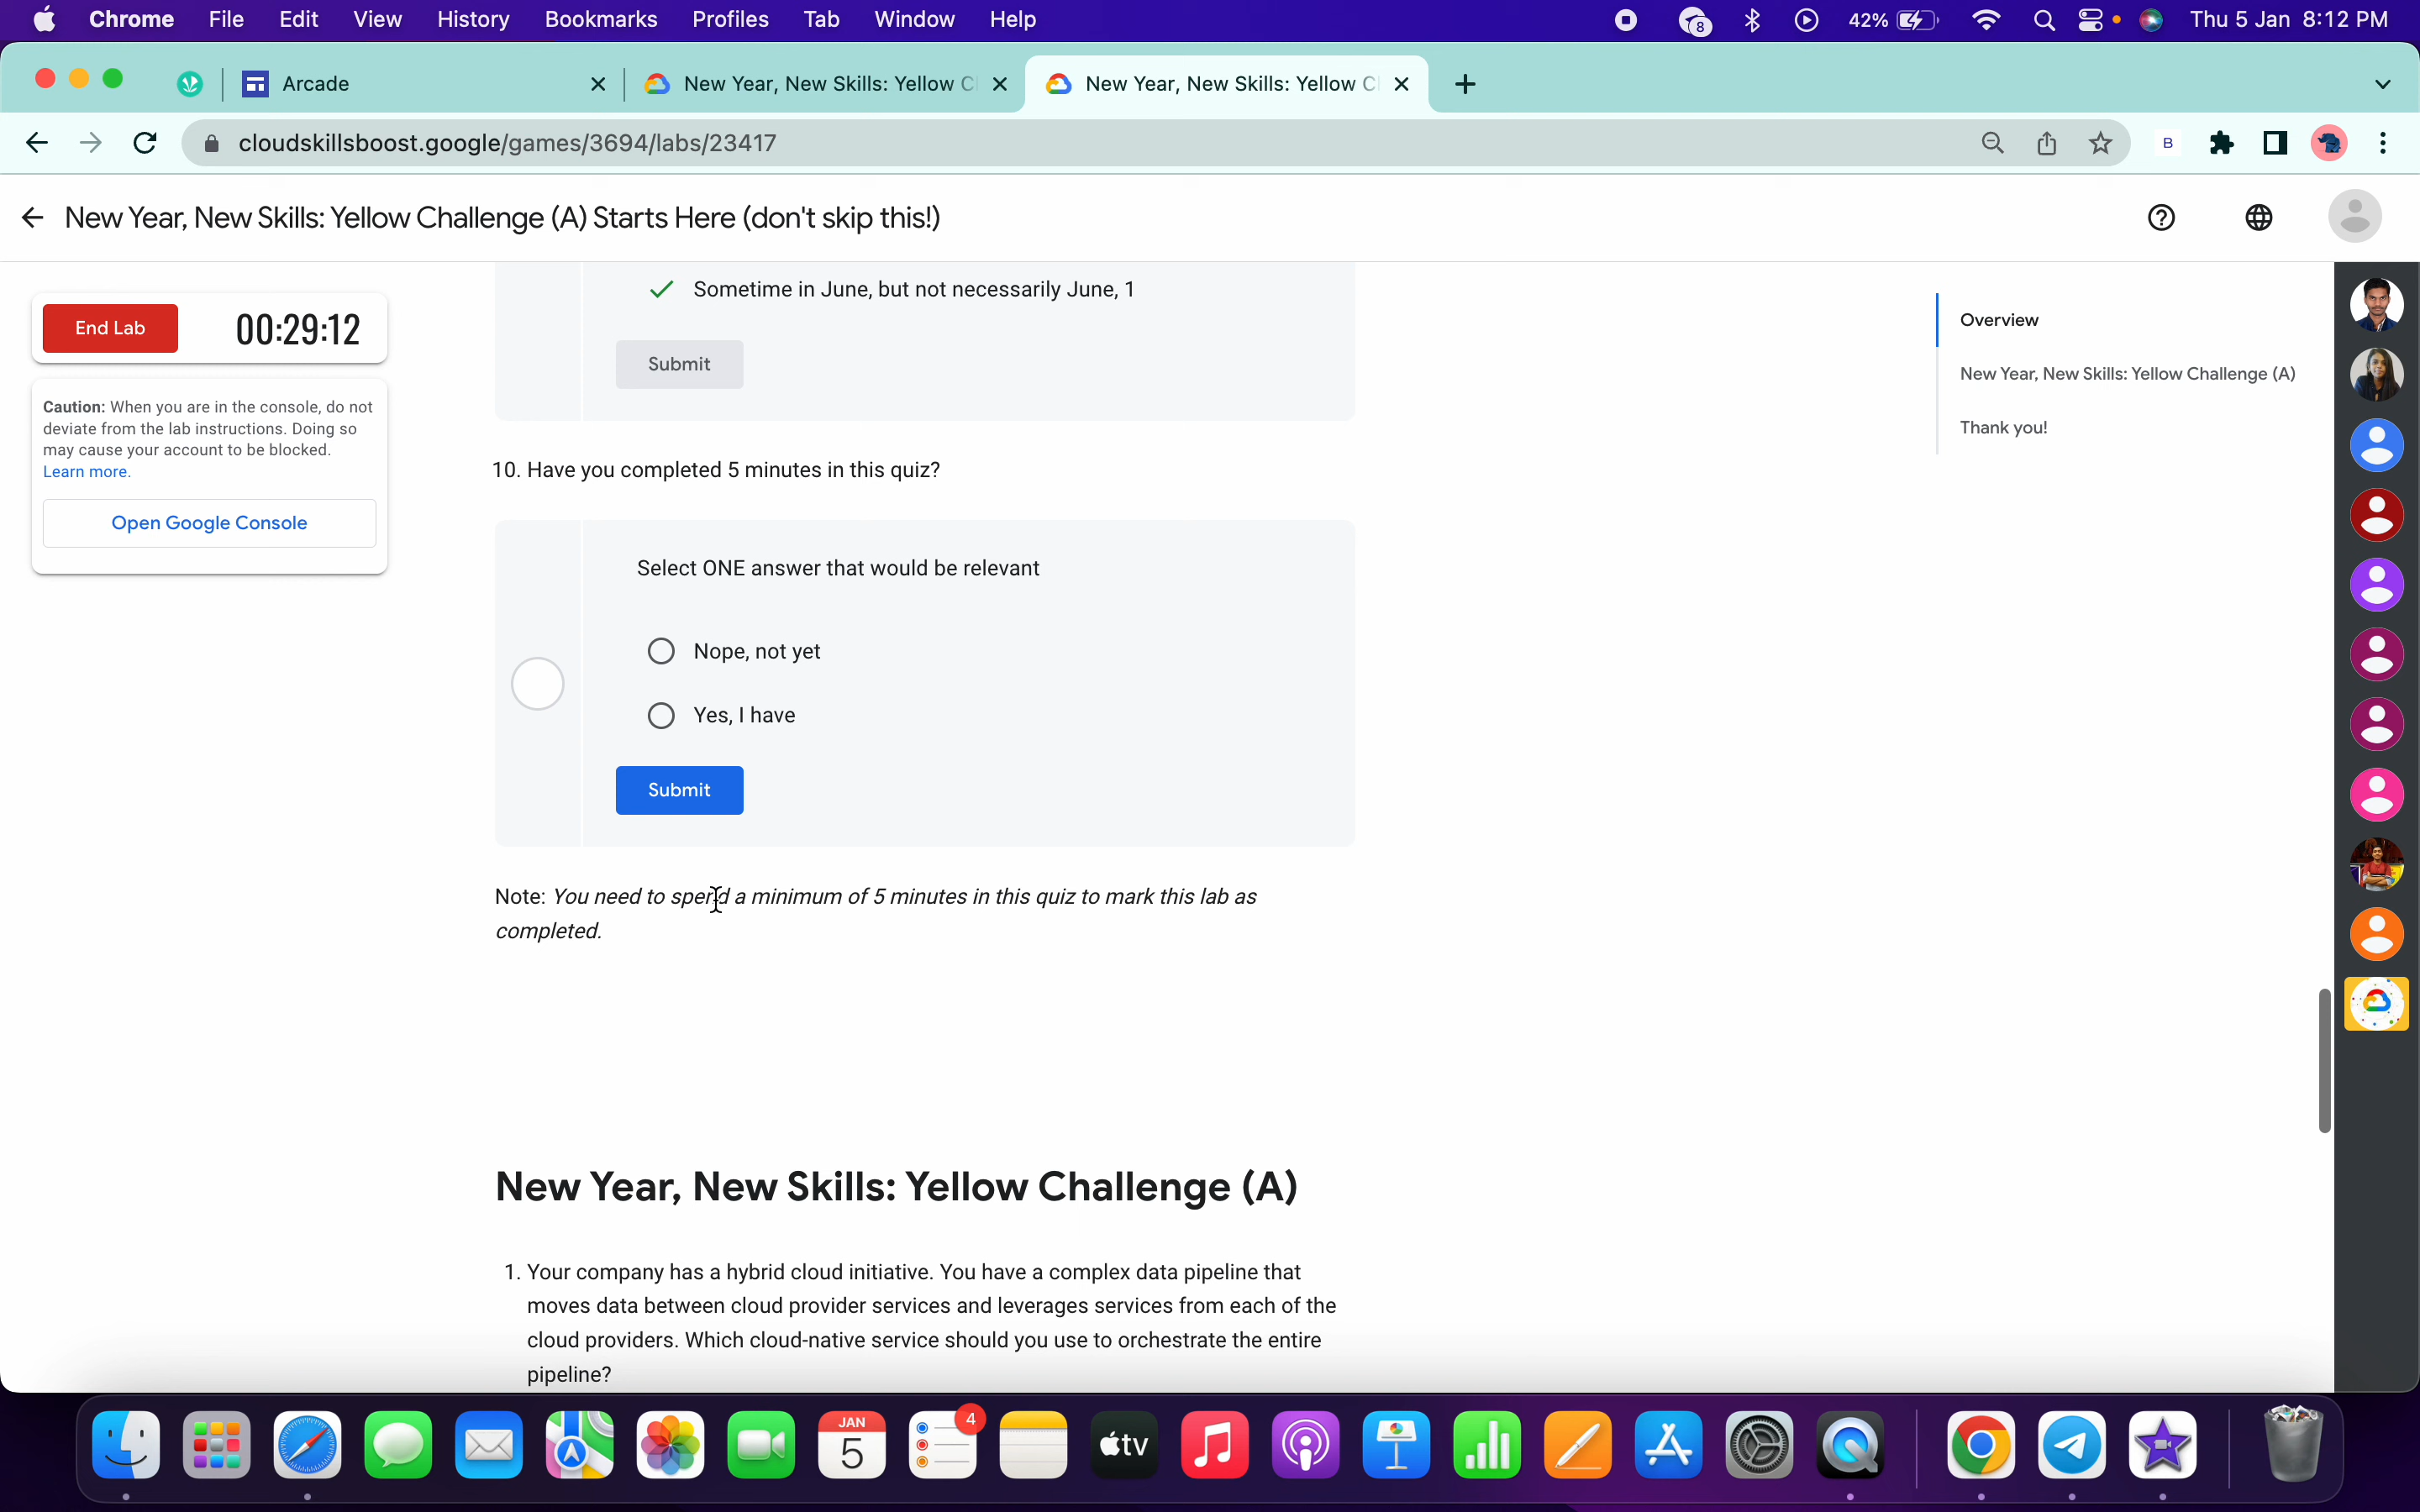 Chrome File Edit View History Bookmarks Profiles Tab Window Help 8 42% Thu 5 Jan 8:12 PM
Arcade New Year, New Skills: Yellow C New Year, New Skills: Yellow C
cloudskillsboost.google/games/3694/labs/23417 B
New Year, New Skills: Yellow Challenge (A) Starts Here (don't skip this!)
End Lab 00:29:12
Caution: When you are in the console, do not
deviate from the lab instructions. Doing so
may cause your account to be blocked.
Learn more.
Open Google Console
Sometime in June, but not necessarily June, 1
Submit
10. Have you completed 5 minutes in this quiz?
Select ONE answer that would be relevant
Nope, not yet
Yes, I have
Submit
Note: You need to spend a minimum of 5 minutes in this quiz to mark this lab as
completed.
New Year, New Skills: Yellow Challenge (A)
1. Your company has a hybrid cloud initiative. You have a complex data pipeline that
moves data between cloud provider services and leverages services from each of the
cloud providers. Which cloud-native service should you use to orchestrate the entire
pipeline?
Overview
New Year, New Skills: Yellow Challenge (A)
Thank you!
JAN
5
4
tv